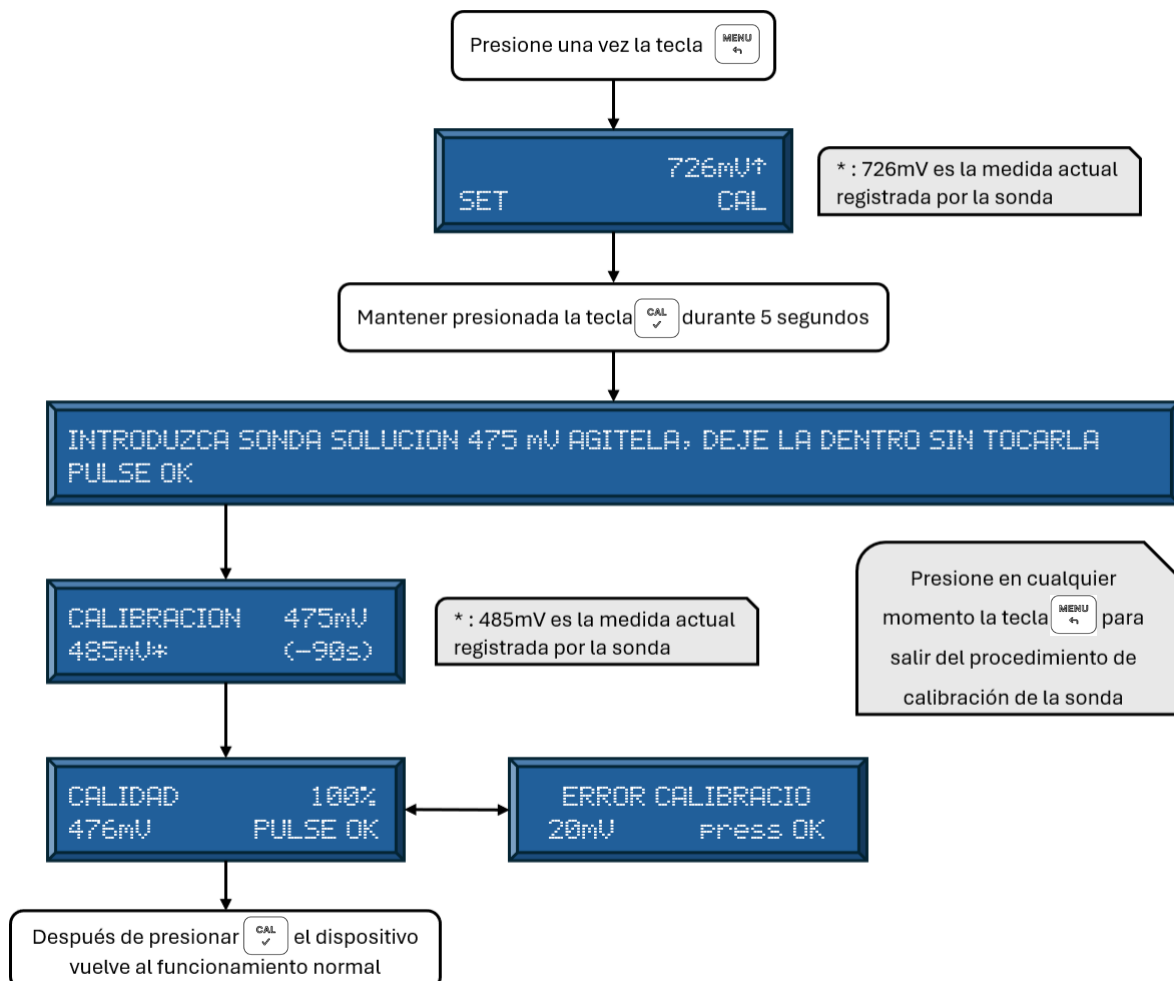 Presione una vez la tecla MENU
726mV↑
SET CAL
* : 726mV es la medida actual
registrada por la sonda
Mantener presionada la tecla CAL durante 5 segundos
INTRODUZCA SONDA SOLUCION 475 mV AGITELA, DEJE LA DENTRO SIN TOCARLA
PULSE OK
CALIBRACION 475mV
485mV* (-90s)
* : 485mV es la medida actual
registrada por la sonda
Presione en cualquier
momento la tecla MENU para
salir del procedimiento de
calibración de la sonda
CALIDAD 100%
476mV PULSE OK
ERROR CALIBRACIO
20mV press OK
Después de presionar CAL el dispositivo
vuelve al funcionamiento normal